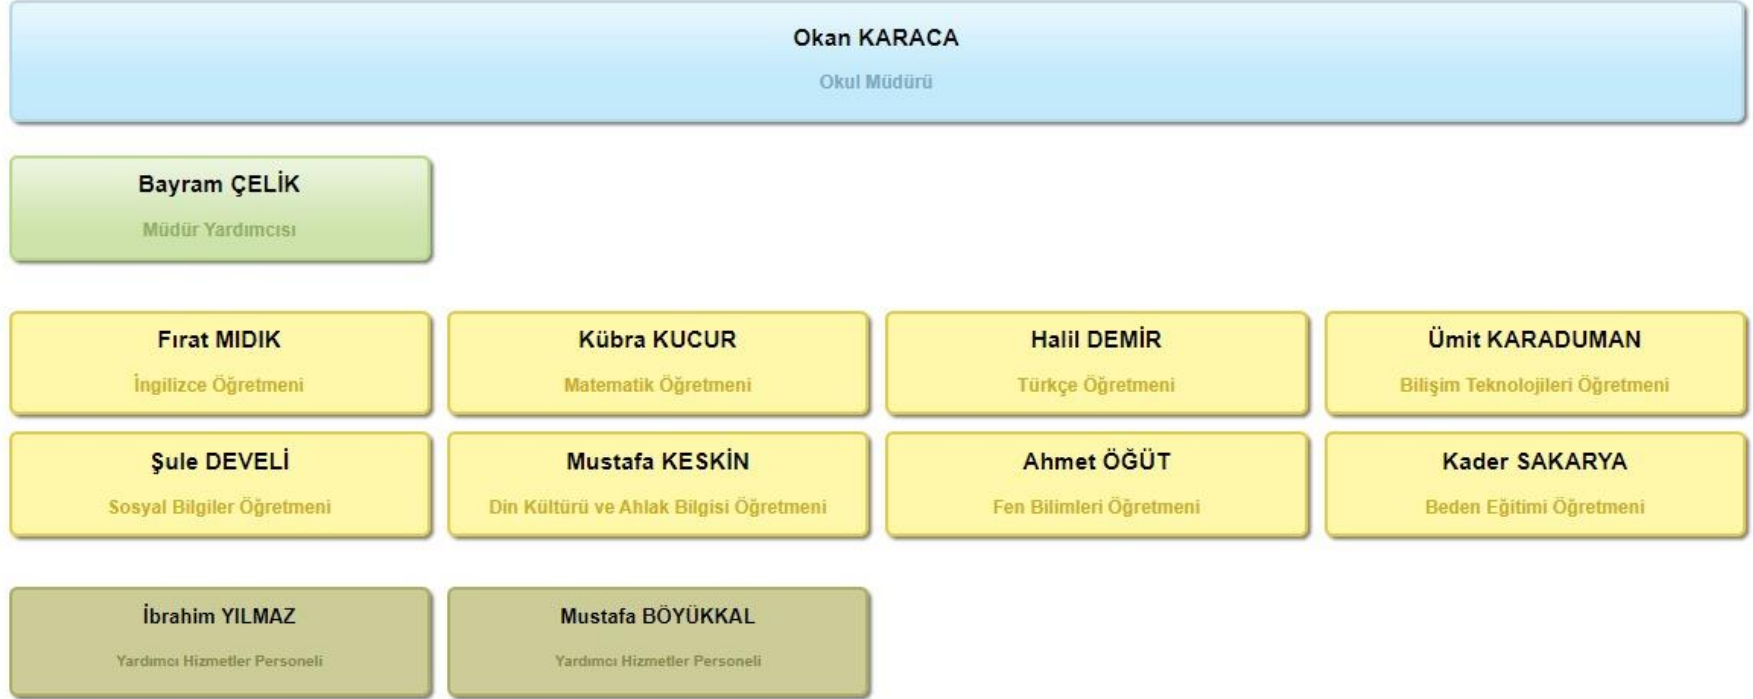 Okan KARACA
Okul Müdürü
Bayram ÇELİK
Müdür Yardımcısı
Fırat MIDIK
İngilizce Öğretmeni
Kübra KUCUR
Matematik Öğretmeni
Halil DEMİR
Türkçe Öğretmeni
Ümit KARADUMAN
Bilişim Teknolojileri Öğretmeni
Şule DEVELİ
Sosyal Bilgiler Öğretmeni
Mustafa KESKİN
Din Kültürü ve Ahlak Bilgisi Öğretmeni
Ahmet ÖĞÜT
Fen Bilimleri Öğretmeni
Kader SAKARYA
Beden Eğitimi Öğretmeni
İbrahim YILMAZ
Yardımcı Hizmetler Personeli
Mustafa BÖYÜKKAL
Yardımcı Hizmetler Personeli